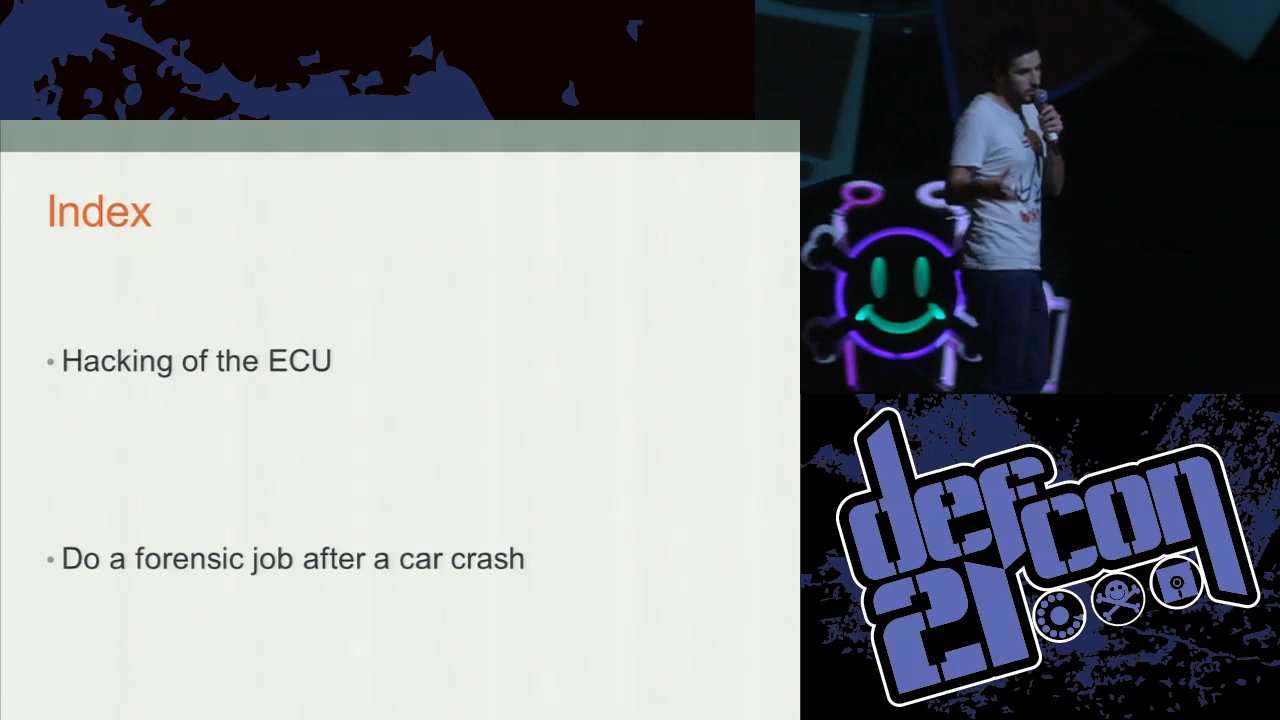 Index
• Hacking of the ECU
• Do a forensic job after a car crash
defcon
21